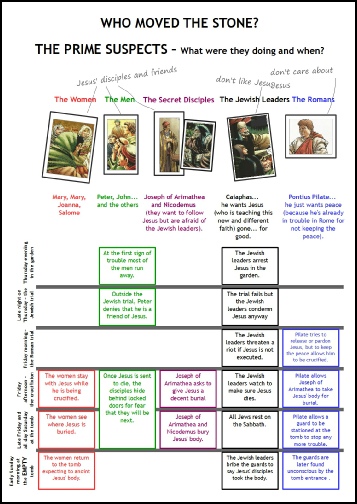 WHO MOVED THE STONE?
THE PRIME SUSPECTS - What were they doing and when?
Jesus' disciples and friends
don't like Jesus
don't care about
Jesus
The Women
The Men
The Secret Disciples
The Jewish Leaders
The Romans
Mary, Mary,
Joanna,
Salome
Peter, John...
and the others
Joseph of Arimathea
and Nicodemus
(they want to follow
Jesus but are afraid of
the Jewish leaders).
Caiaphas...
he wants Jesus
(who is teaching this
new and different
faith) gone... for
good.
Pontius Pilate...
he just wants peace
(because he's already
in trouble in Rome for
not keeping the
peace).
Thursday evening
in the garden
At the first sign of
trouble most of
the men run
away.
The Jewish
leaders arrest
Jesus in the
garden.
Late night on
Thursday - the
Jewish trial
Outside the
Jewish trial, Peter
denies that he is a
friend of Jesus.
The trial fails but
the Jewish
leaders condemn
Jesus anyway
Friday morning-
the Roman trial
The Jewish
leaders threaten a
riot if Jesus is not
executed.
Pilate tries to
release or pardon
Jesus, but to keep
the peace allows him
to be crucified.
Friday
afternoon -
the crucifixion
The women stay
with Jesus while he
is being
crucified.
Once Jesus is sent
to die, the
disciples hide
behind locked
doors for fear
that they will be
next.
Joseph of
Arimathea asks to
give Jesus a
decent burial
The Jewish
leaders watch to
make sure Jesus
dies.
Pilate allows
Joseph of
Arimathea to take
Jesus' body for
burial.
Late Friday and
all day Saturday
at the tomb
The women see
where Jesus is
buried.
Joseph of
Arimathea and
Nicodemus bury
Jesus' body.
All Jews rest on
the Sabbath.
Pilate allows a
guard to be
stationed at the
tomb to stop any
more trouble.
Early Sunday
morning at
the EMPTY
tomb
The women return
to the tomb
expecting to anoint
Jesus' body.
The Jewish leaders
bribe the guards to
say Jesus' disciples
took the body.
The guards are
later found
unconscious by the
tomb entrance .